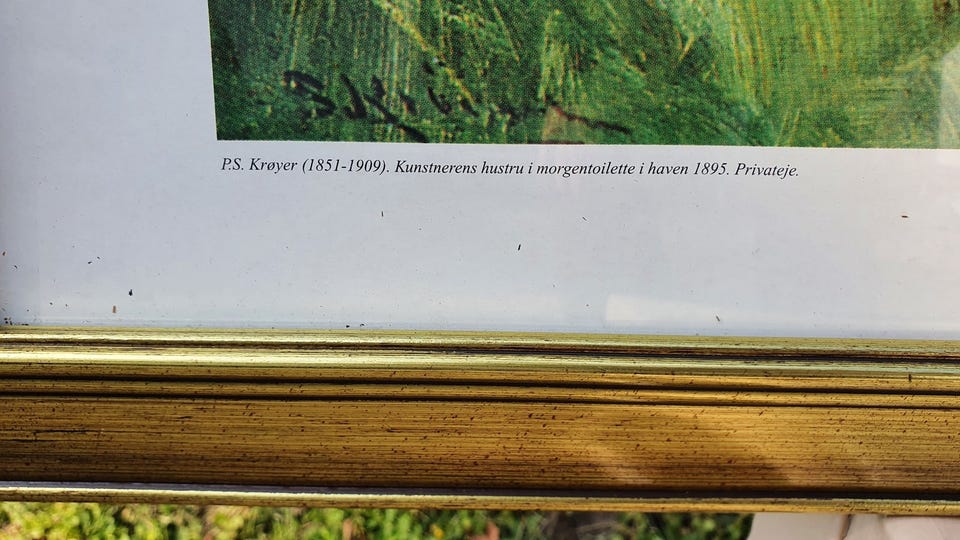 P.S. Krøyer (1851-1909). Kunstnerens hustru i morgentoilette i haven 1895. Privateje.